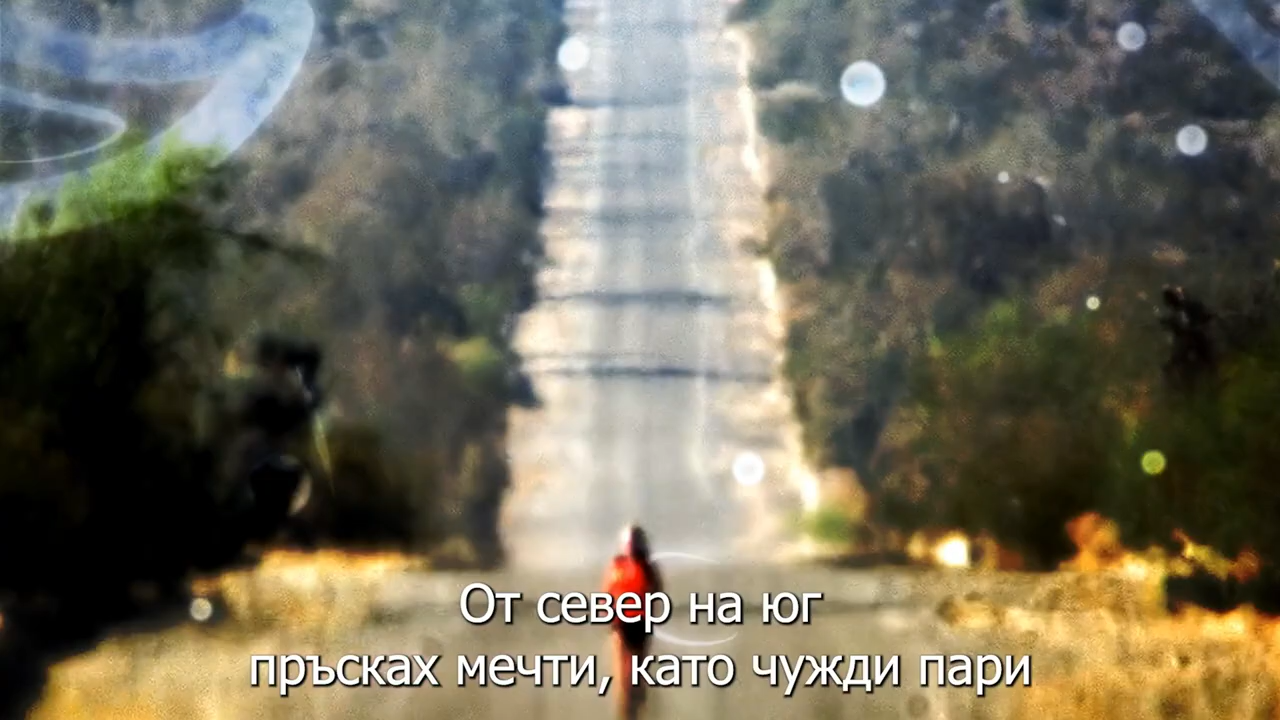 От север на юг
пръсках мечти, като чужди пари